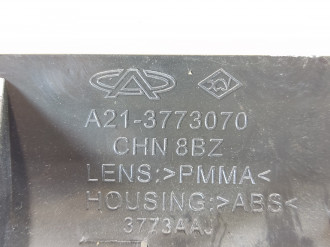 A21-3773070
CHN 8BZ
LENS:>PMMA<
HOUSING:>ABS<
3773AAJ